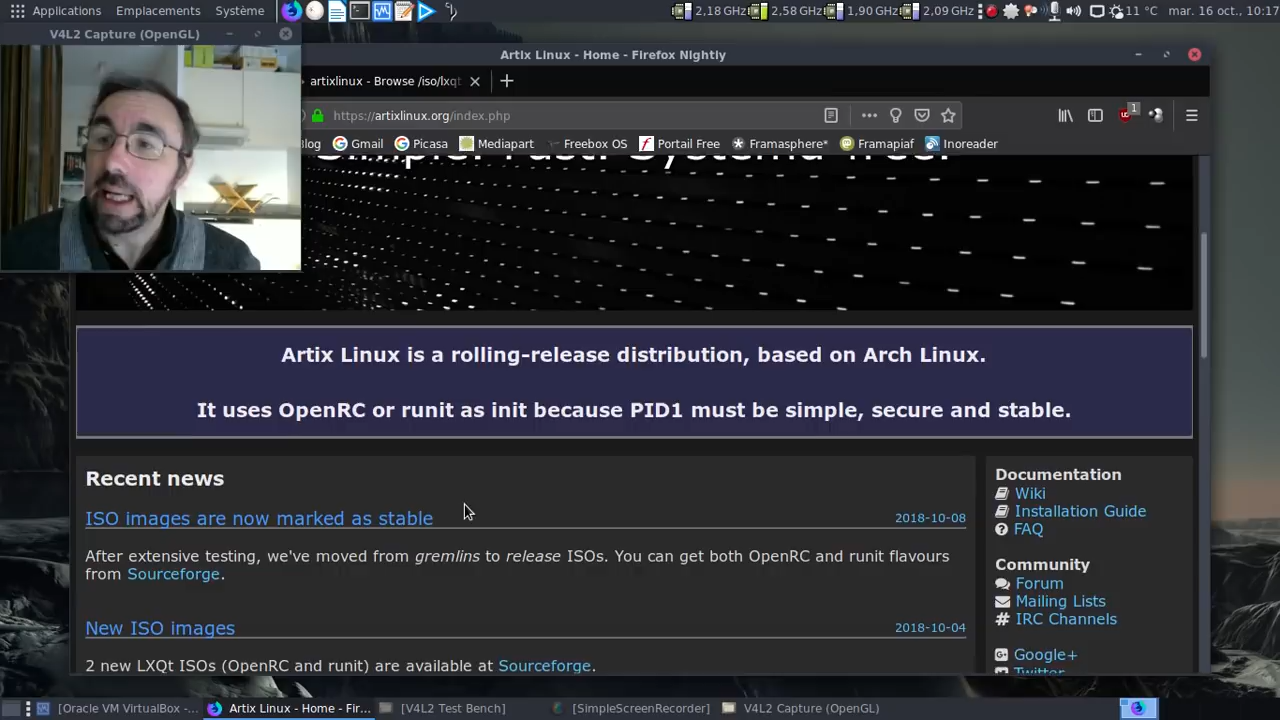 Applications Emplacements Système
2,18 GHz 2,58 GHz 1,90 GHz 2,09 GHz 11 °C mar. 16 oct., 10:17
V4L2 Capture (OpenGL)
Artix Linux - Home - Firefox Nightly
artixlinux - Browse /iso/lxqt
https://artixlinux.org/index.php
1
Blog Gmail Picasa Mediapart Freebox OS Portail Free Framasphere* Framapiaf Inoreader
Simple. Fast. Systemd-free.
Artix Linux is a rolling-release distribution, based on Arch Linux.
It uses OpenRC or runit as init because PID1 must be simple, secure and stable.
Recent news
ISO images are now marked as stable 2018-10-08
After extensive testing, we've moved from gremlins to release ISOs. You can get both OpenRC and runit flavours
from Sourceforge.
New ISO images 2018-10-04
2 new LXQt ISOs (OpenRC and runit) are available at Sourceforge.
Documentation
Wiki
Installation Guide
FAQ
Community
Forum
Mailing Lists
IRC Channels
Google+
Twitter
[Oracle VM VirtualBox -... Artix Linux - Home - Fir... [V4L2 Test Bench] [SimpleScreenRecorder] V4L2 Capture (OpenGL)